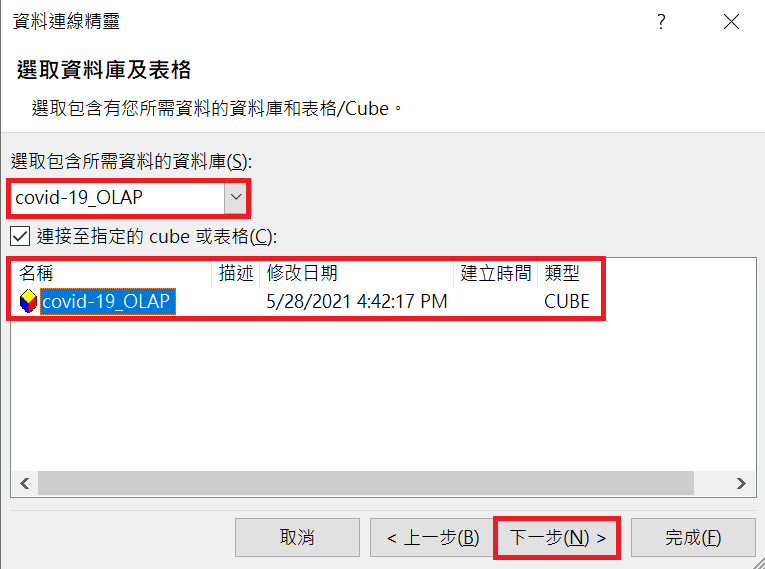 資料連線精靈 ?
選取資料庫及表格
選取包含有您所需資料的資料庫和表格/Cube。
選取包含所需資料的資料庫(S):
covid-19_OLAP
連接至指定的 cube 或表格(C):
名稱 描述 修改日期 建立時間 類型
covid-19_OLAP 5/28/2021 4:42:17 PM CUBE
取消 < 上一步(B) 下一步(N) > 完成(F)